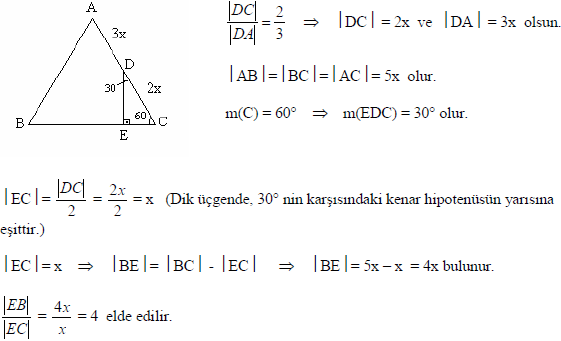 A
3x
D
30
2x
60
B
E
C
|DC|/|DA| = 2/3 ⇒ |DC| = 2x ve |DA| = 3x olsun.
|AB| = |BC| = |AC| = 5x olur.
m(C) = 60° ⇒ m(EDC) = 30° olur.
|EC| = |DC|/2 = 2x/2 = x (Dik üçgende, 30° nin karşısındaki kenar hipotenüsün yarısına
eşittir.)
|EC| = x ⇒ |BE| = |BC| - |EC| ⇒ |BE| = 5x – x = 4x bulunur.
|EB|/|EC| = 4x/x = 4 elde edilir.